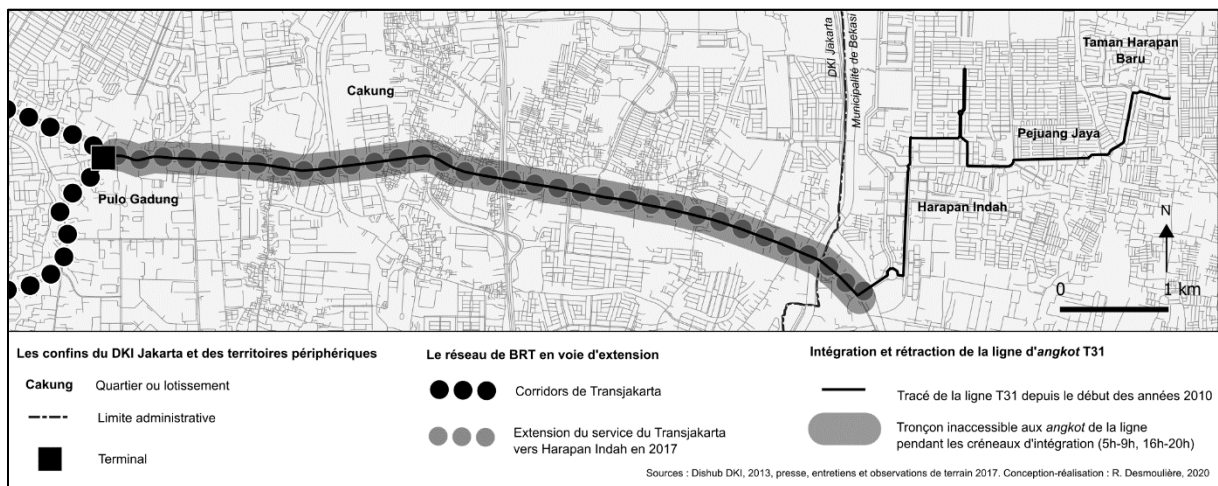 Taman Harapan
Baru
Cakung
DKI Jakarta
Municipalité de Bekasi
Pejuang Jaya
Pulo Gadung
Harapan Indah
N
0 1 km
Les confins du DKI Jakarta et des territoires périphériques
Cakung Quartier ou lotissement
Limite administrative
Terminal
Le réseau de BRT en voie d'extension
Corridors de Transjakarta
Extension du service du Transjakarta
vers Harapan Indah en 2017
Intégration et rétraction de la ligne d'angkot T31
Tracé de la ligne T31 depuis le début des années 2010
Tronçon inaccessible aux angkot de la ligne
pendant les créneaux d'intégration (5h-9h, 16h-20h)
Sources : Dishub DKI, 2013, presse, entretiens et observations de terrain 2017. Conception-réalisation : R. Desmoulière, 2020